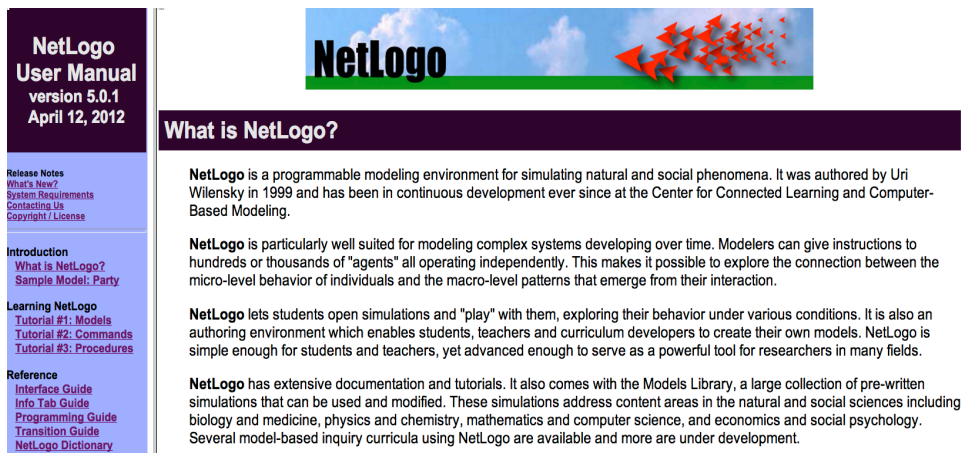 NetLogo
User Manual
version 5.0.1
April 12, 2012
Release Notes
What's New?
System Requirements
Contacting Us
Copyright / License
Introduction
What is NetLogo?
Sample Model: Party
Learning NetLogo
Tutorial #1: Models
Tutorial #2: Commands
Tutorial #3: Procedures
Reference
Interface Guide
Info Tab Guide
Programming Guide
Transition Guide
NetLogo Dictionary
NetLogo
What is NetLogo?
NetLogo is a programmable modeling environment for simulating natural and social phenomena. It was authored by Uri
Wilensky in 1999 and has been in continuous development ever since at the Center for Connected Learning and Computer-
Based Modeling.
NetLogo is particularly well suited for modeling complex systems developing over time. Modelers can give instructions to
hundreds or thousands of "agents" all operating independently. This makes it possible to explore the connection between the
micro-level behavior of individuals and the macro-level patterns that emerge from their interaction.
NetLogo lets students open simulations and "play" with them, exploring their behavior under various conditions. It is also an
authoring environment which enables students, teachers and curriculum developers to create their own models. NetLogo is
simple enough for students and teachers, yet advanced enough to serve as a powerful tool for researchers in many fields.
NetLogo has extensive documentation and tutorials. It also comes with the Models Library, a large collection of pre-written
simulations that can be used and modified. These simulations address content areas in the natural and social sciences including
biology and medicine, physics and chemistry, mathematics and computer science, and economics and social psychology.
Several model-based inquiry curricula using NetLogo are available and more are under development.